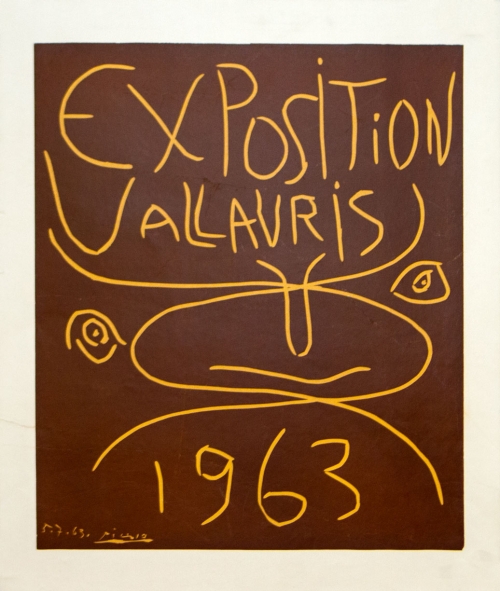 EXPOSITiON
VALLAURiS
1963
5.7.63. Picasso